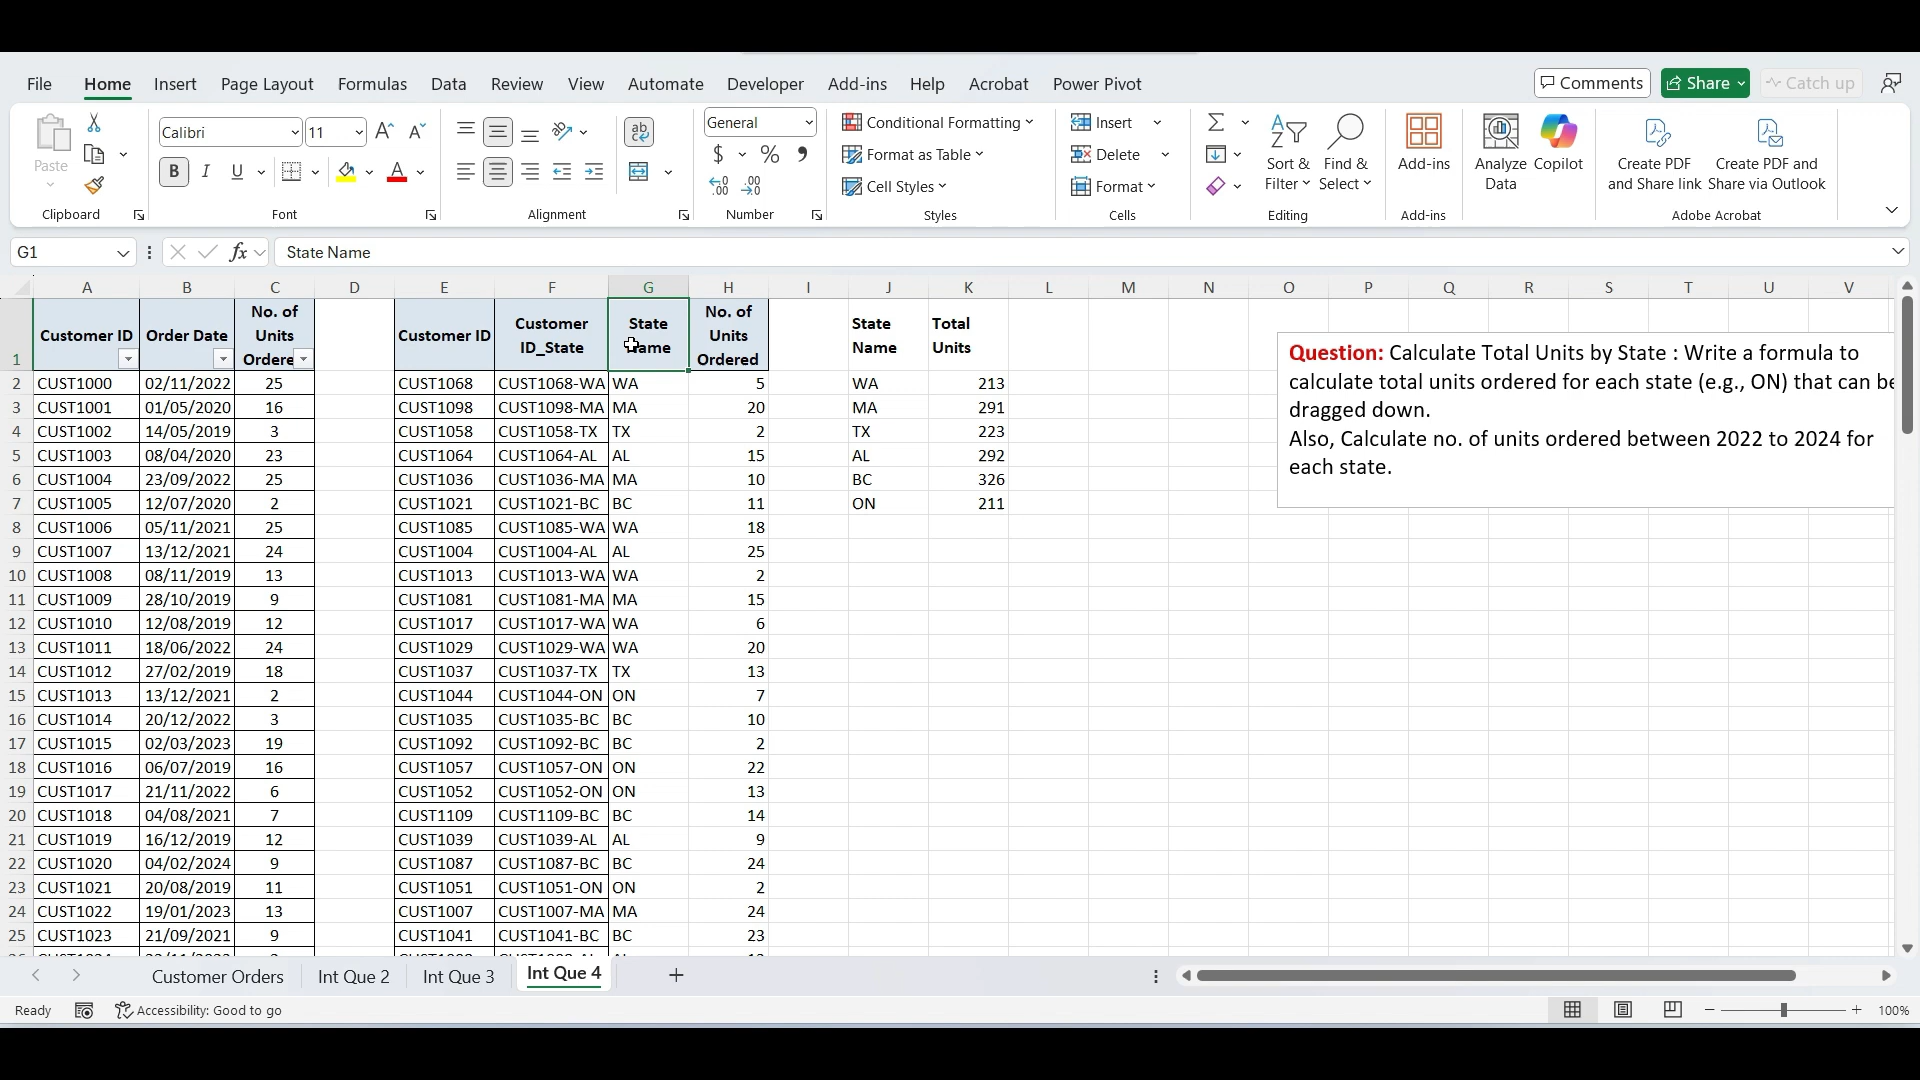 File Home Insert Page Layout Formulas Data Review View Automate Developer Add-ins Help Acrobat Power Pivot Comments Share Catch up
Paste Calibri 11 B I U General $ % Conditional Formatting Format as Table Cell Styles Insert Delete Format Sort & Filter Find & Select Add-ins Analyze Data Copilot Create PDF and Share link Create PDF and Share via Outlook
Clipboard Font Alignment Number Styles Cells Editing Add-ins Adobe Acrobat
G1 fx State Name
A B C D E F G H I J K L M N O P Q R S T U V
1 Customer ID Order Date No. of Units Ordere Customer ID Customer ID_State State Name No. of Units Ordered State Name Total Units
2 CUST1000 02/11/2022 25 CUST1068 CUST1068-WA WA 5 WA 213
3 CUST1001 01/05/2020 16 CUST1098 CUST1098-MA MA 20 MA 291
4 CUST1002 14/05/2019 3 CUST1058 CUST1058-TX TX 2 TX 223
5 CUST1003 08/04/2020 23 CUST1064 CUST1064-AL AL 15 AL 292
6 CUST1004 23/09/2022 25 CUST1036 CUST1036-MA MA 10 BC 326
7 CUST1005 12/07/2020 2 CUST1021 CUST1021-BC BC 11 ON 211
8 CUST1006 05/11/2021 25 CUST1085 CUST1085-WA WA 18
9 CUST1007 13/12/2021 24 CUST1004 CUST1004-AL AL 25
10 CUST1008 08/11/2019 13 CUST1013 CUST1013-WA WA 2
11 CUST1009 28/10/2019 9 CUST1081 CUST1081-MA MA 15
12 CUST1010 12/08/2019 12 CUST1017 CUST1017-WA WA 6
13 CUST1011 18/06/2022 24 CUST1029 CUST1029-WA WA 20
14 CUST1012 27/02/2019 18 CUST1037 CUST1037-TX TX 13
15 CUST1013 13/12/2021 2 CUST1044 CUST1044-ON ON 7
16 CUST1014 20/12/2022 3 CUST1035 CUST1035-BC BC 10
17 CUST1015 02/03/2023 19 CUST1092 CUST1092-BC BC 2
18 CUST1016 06/07/2019 16 CUST1057 CUST1057-ON ON 22
19 CUST1017 21/11/2022 6 CUST1052 CUST1052-ON ON 13
20 CUST1018 04/08/2021 7 CUST1109 CUST1109-BC BC 14
21 CUST1019 16/12/2019 12 CUST1039 CUST1039-AL AL 9
22 CUST1020 04/02/2024 9 CUST1087 CUST1087-BC BC 24
23 CUST1021 20/08/2019 11 CUST1051 CUST1051-ON ON 2
24 CUST1022 19/01/2023 13 CUST1007 CUST1007-MA MA 24
25 CUST1023 21/09/2021 9 CUST1041 CUST1041-BC BC 23
Question: Calculate Total Units by State : Write a formula to
calculate total units ordered for each state (e.g., ON) that can be
dragged down.
Also, Calculate no. of units ordered between 2022 to 2024 for
each state.
Customer Orders Int Que 2 Int Que 3 Int Que 4
Ready Accessibility: Good to go 100%